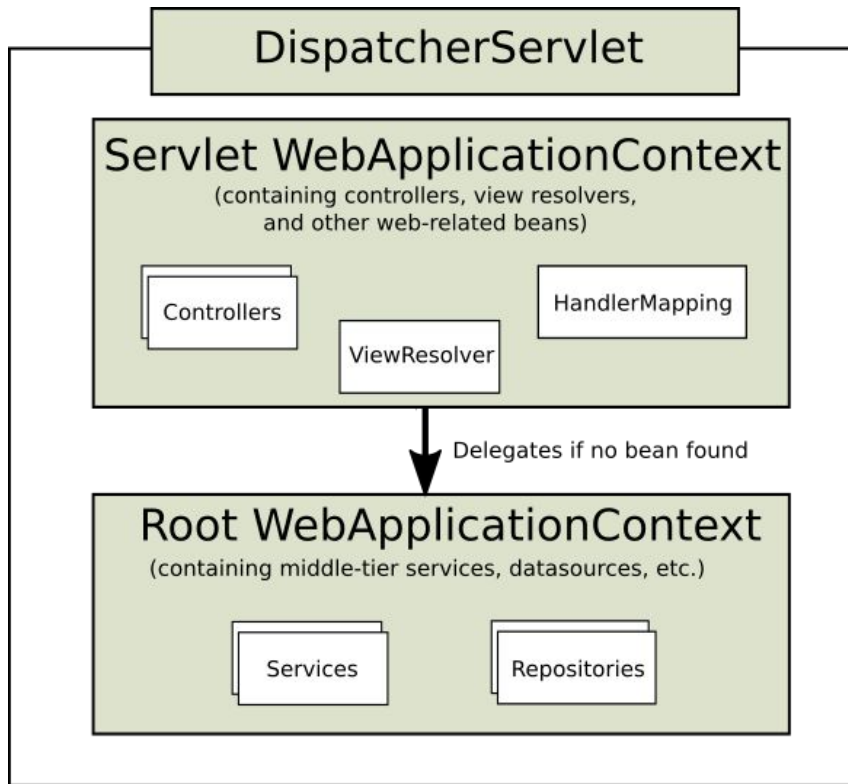 DispatcherServlet
Servlet WebApplicationContext
(containing controllers, view resolvers,
and other web-related beans)
Controllers
HandlerMapping
ViewResolver
Delegates if no bean found
Root WebApplicationContext
(containing middle-tier services, datasources, etc.)
Services
Repositories